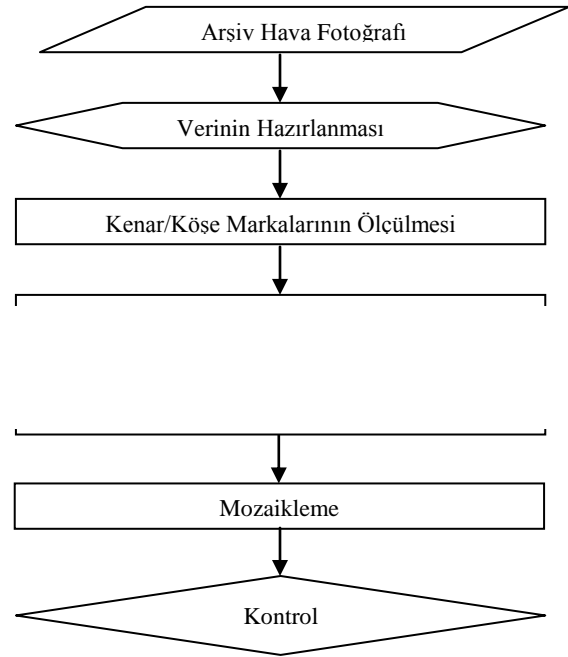 Arşiv Hava Fotoğrafı
Verinin Hazırlanması
Kenar/Köşe Markalarının Ölçülmesi
Mozaikleme
Kontrol